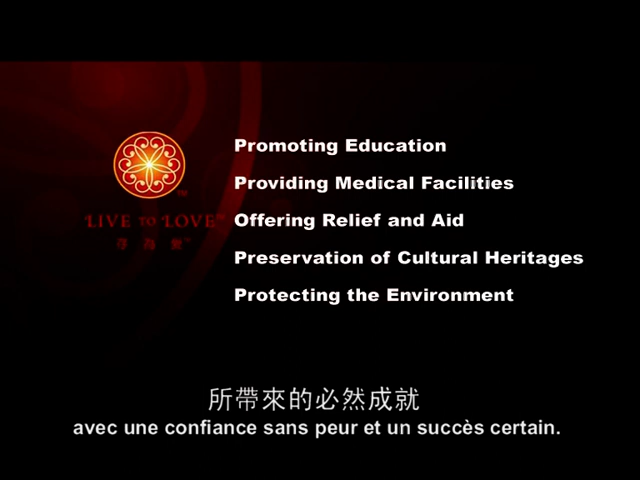 Promoting Education
Providing Medical Facilities
LIVE TO LOVE™
Offering Relief and Aid
Preservation of Cultural Heritages
Protecting the Environment
所帶來的必然成就
avec une confiance sans peur et un succès certain.